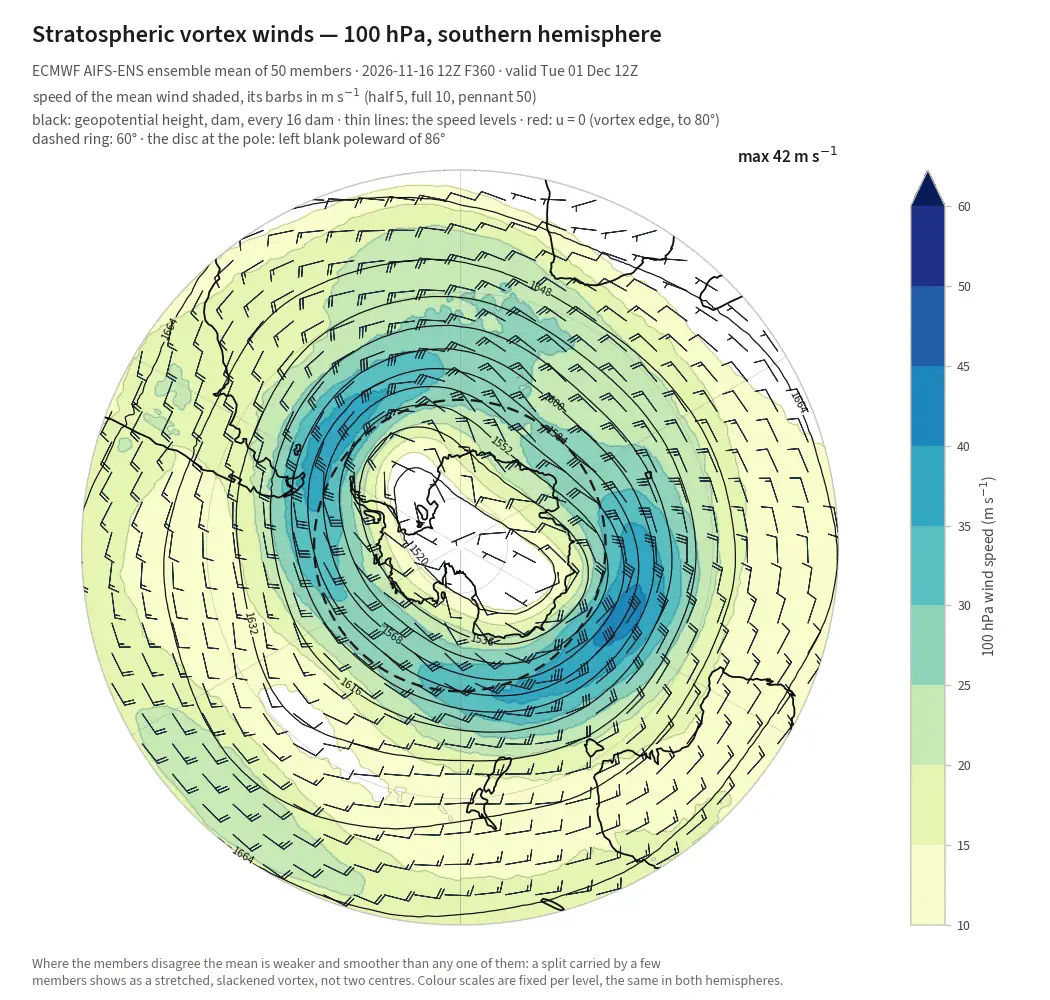 Stratospheric vortex winds — 100 hPa, southern hemisphere
ECMWF AIFS-ENS ensemble mean of 50 members · 2026-11-16 12Z F360 · valid Tue 01 Dec 12Z
speed of the mean wind shaded, its barbs in m s⁻¹ (half 5, full 10, pennant 50)
black: geopotential height, dam, every 16 dam · thin lines: the speed levels · red: u = 0 (vortex edge, to 80°)
dashed ring: 60° · the disc at the pole: left blank poleward of 86°
max 42 m s⁻¹
60
50
45
40
35
30
25
20
15
10
100 hPa wind speed (m s⁻¹)
1648
1664
1664
1600
1584
1552
1520
1632
1568
1536
1616
1664
Where the members disagree the mean is weaker and smoother than any one of them: a split carried by a few
members shows as a stretched, slackened vortex, not two centres. Colour scales are fixed per level, the same in both hemispheres.